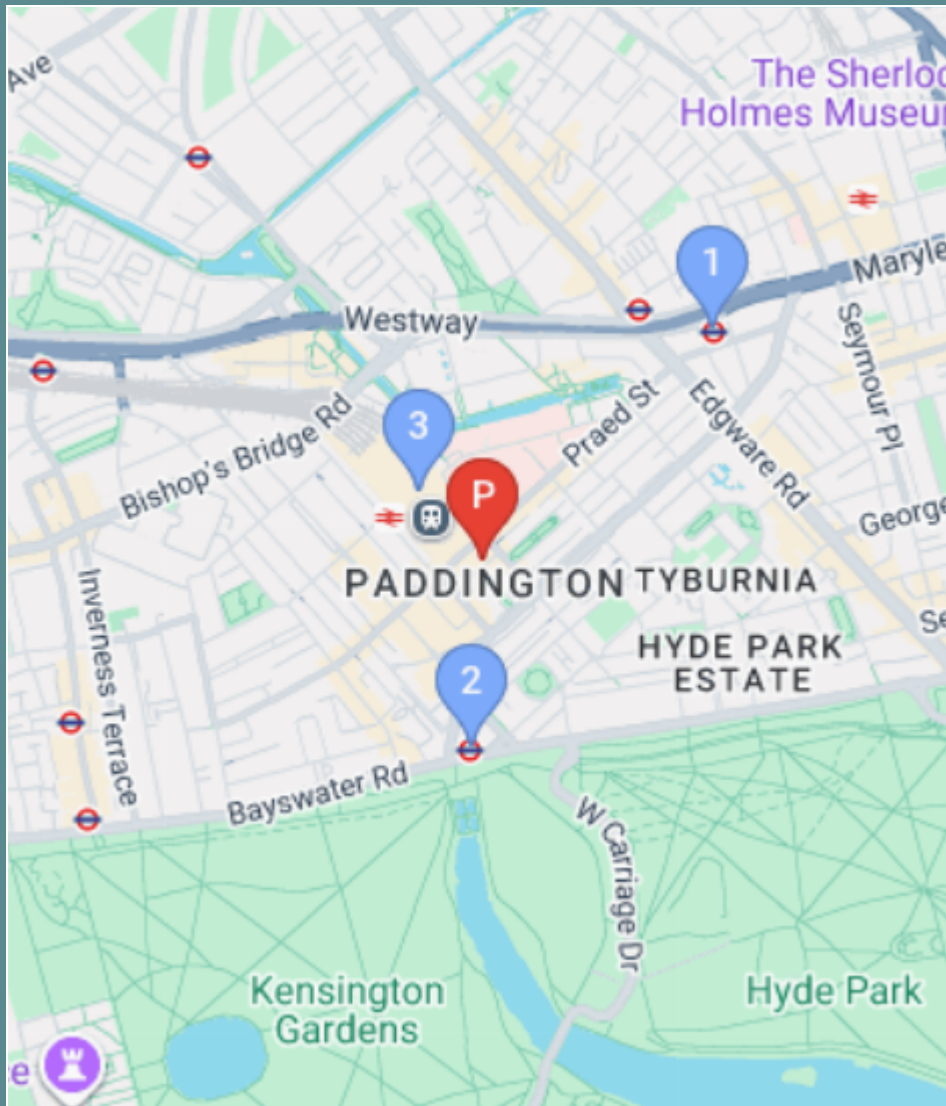 Ave
The Sherloc
Holmes Museum
1
Maryle
Westway
Seymour Pl
Edgware Rd
Praed St
3
Bishop's Bridge Rd
P
George
PADDINGTON
TYBURNIA
Inverness Terrace
HYDE PARK
ESTATE
Se
2
Bayswater Rd
W Carriage Dr
Kensington
Gardens
Hyde Park
e